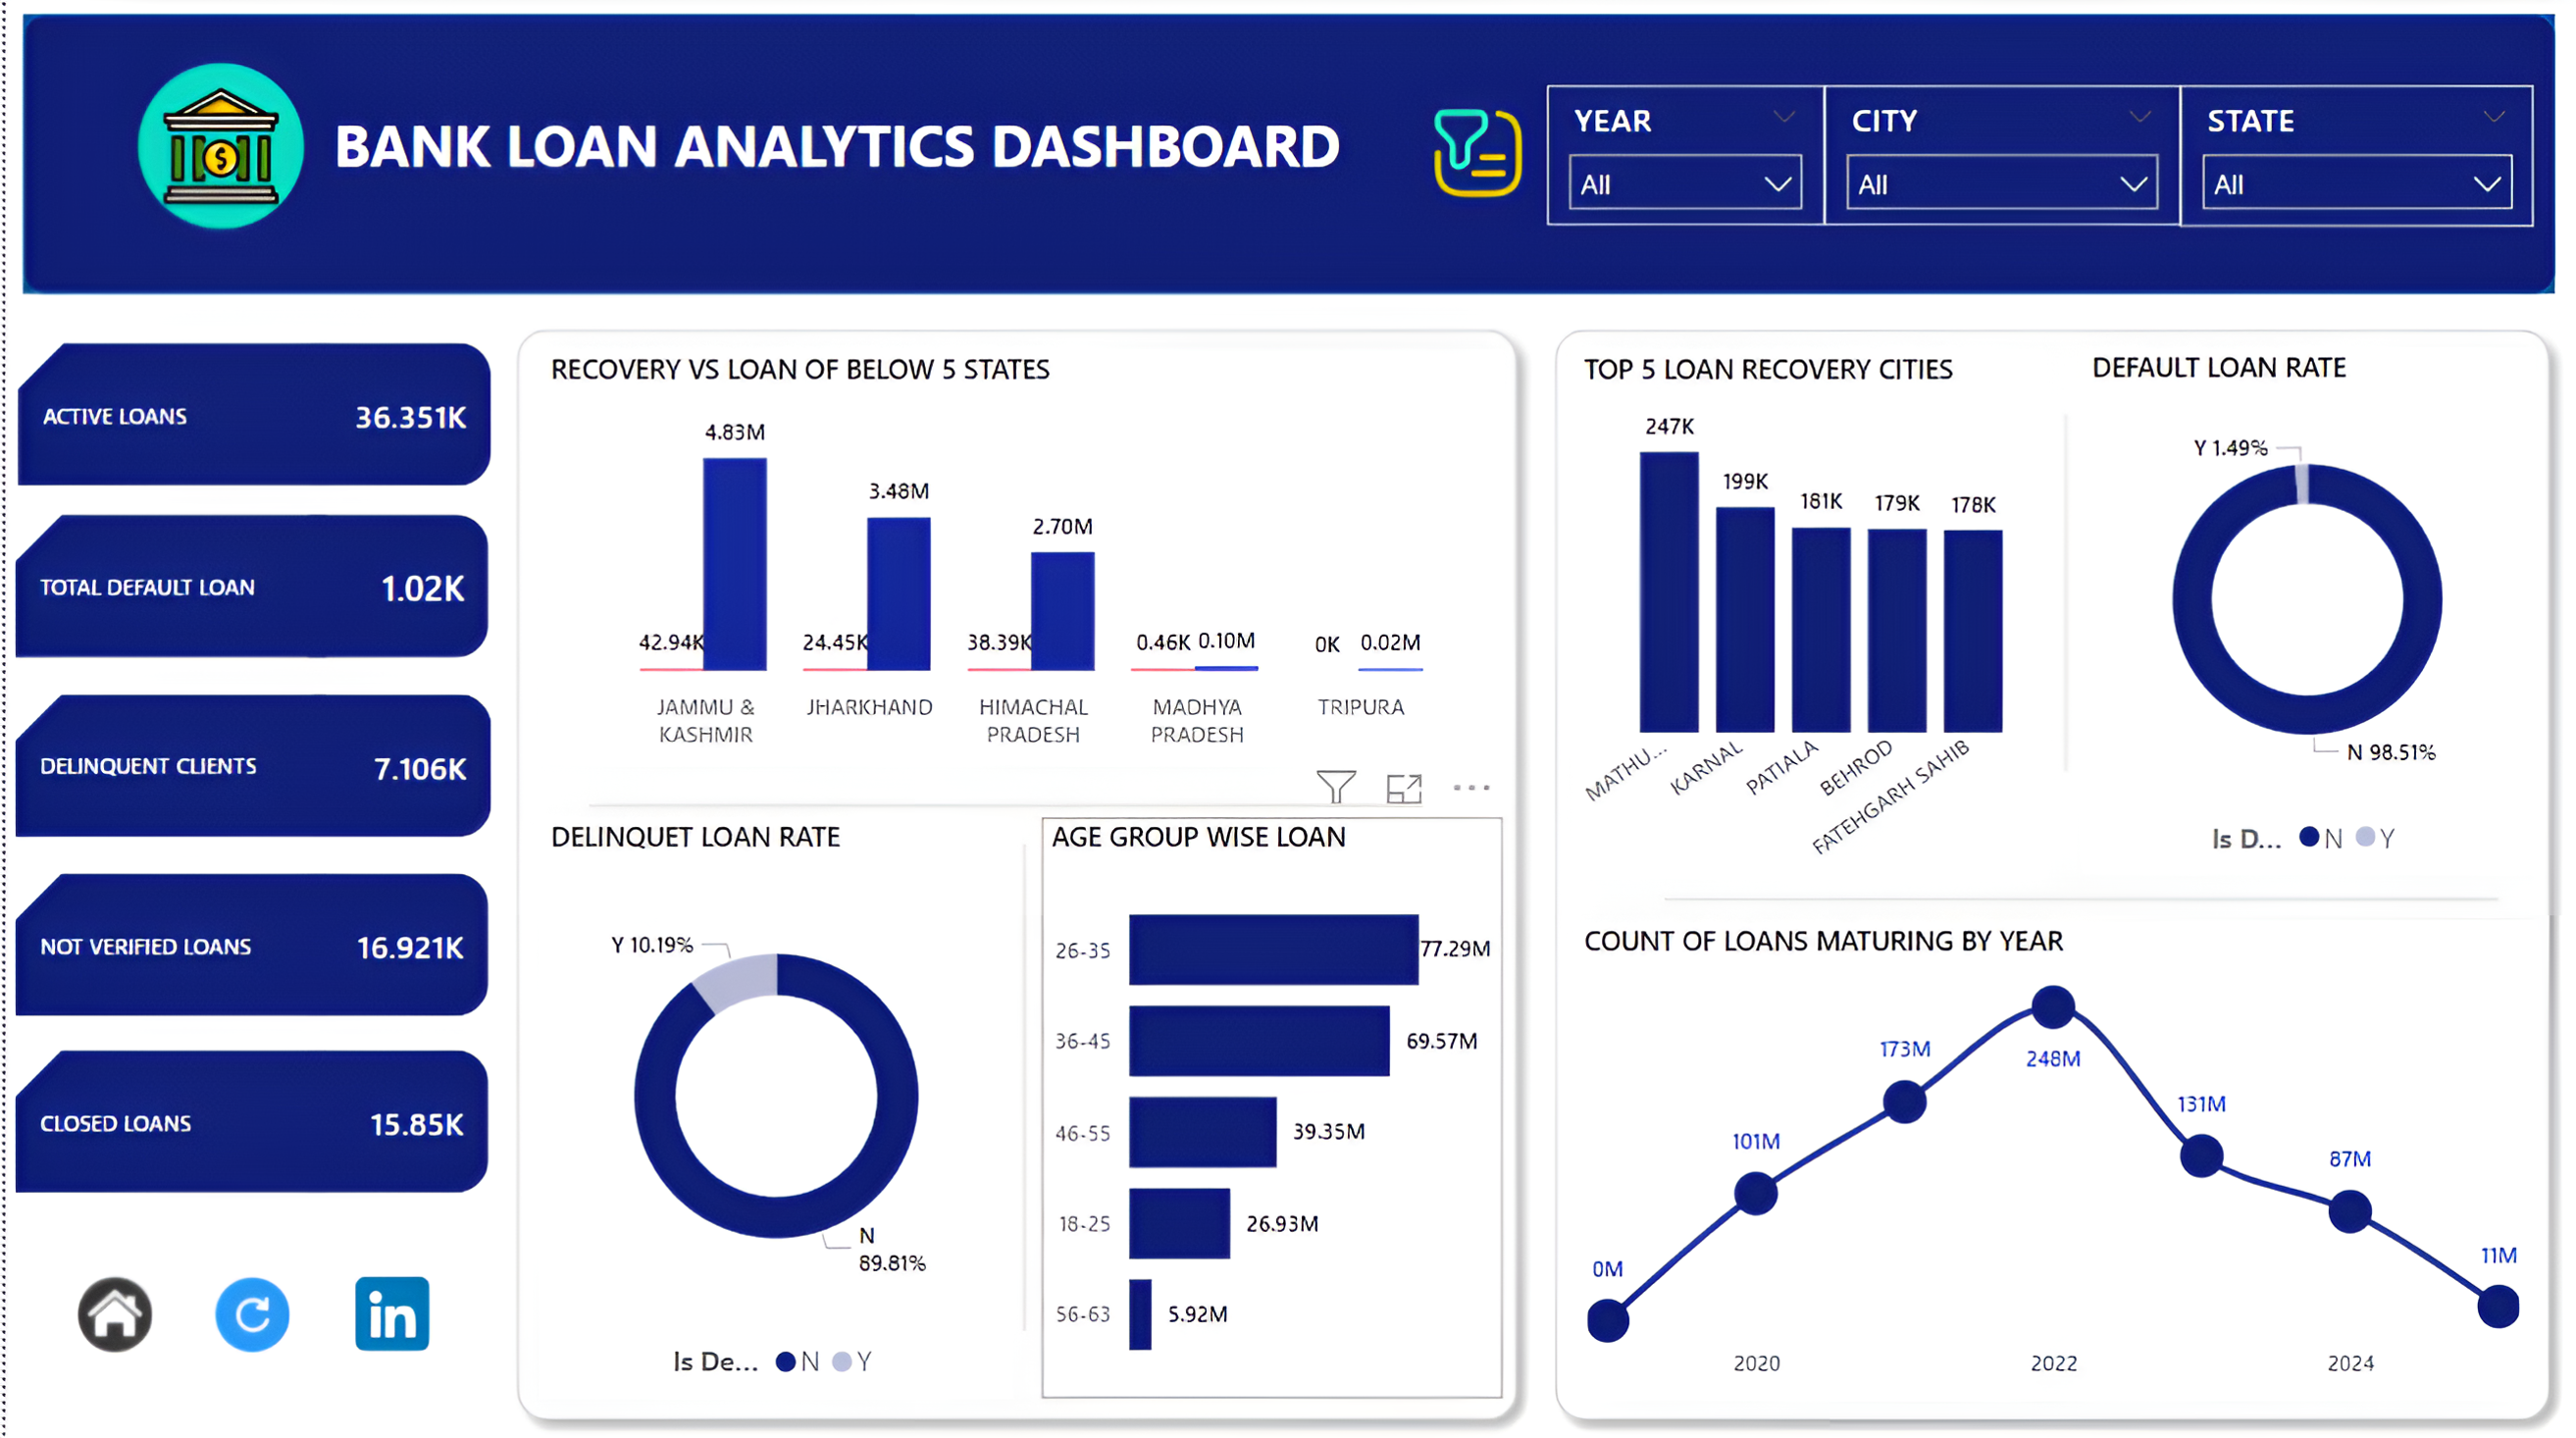 BANK LOAN ANALYTICS DASHBOARD
YEAR
All
CITY
All
STATE
All
ACTIVE LOANS 36.351K
TOTAL DEFAULT LOAN 1.02K
DELINQUENT CLIENTS 7.106K
NOT VERIFIED LOANS 16.921K
CLOSED LOANS 15.85K
in
RECOVERY VS LOAN OF BELOW 5 STATES
4.83M
3.48M
2.70M
42.94K 24.45K 38.39K 0.46K 0.10M 0K 0.02M
JAMMU & KASHMIR
JHARKHAND
HIMACHAL PRADESH
MADHYA PRADESH
TRIPURA
DELINQUET LOAN RATE
Y 10.19%
N
89.81%
Is De... N Y
AGE GROUP WISE LOAN
26-35 77.29M
36-45 69.57M
46-55 39.35M
18-25 26.93M
56-63 5.92M
TOP 5 LOAN RECOVERY CITIES
247K
199K
181K
179K
178K
MATHU...
KARNAL
PATIALA
BEHROD
FATEHGARH SAHIB
DEFAULT LOAN RATE
Y 1.49%
N 98.51%
Is D... N Y
COUNT OF LOANS MATURING BY YEAR
0M
101M
173M
248M
131M
87M
11M
2020 2022 2024